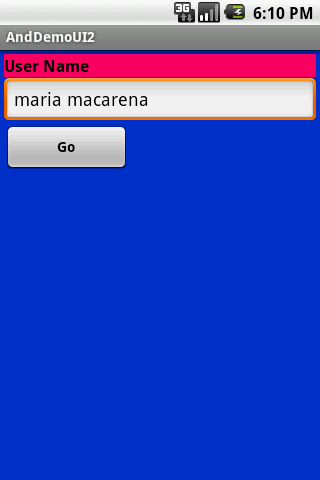 3G 6:10 PM
AndDemoUI2
User Name
maria macarena
Go